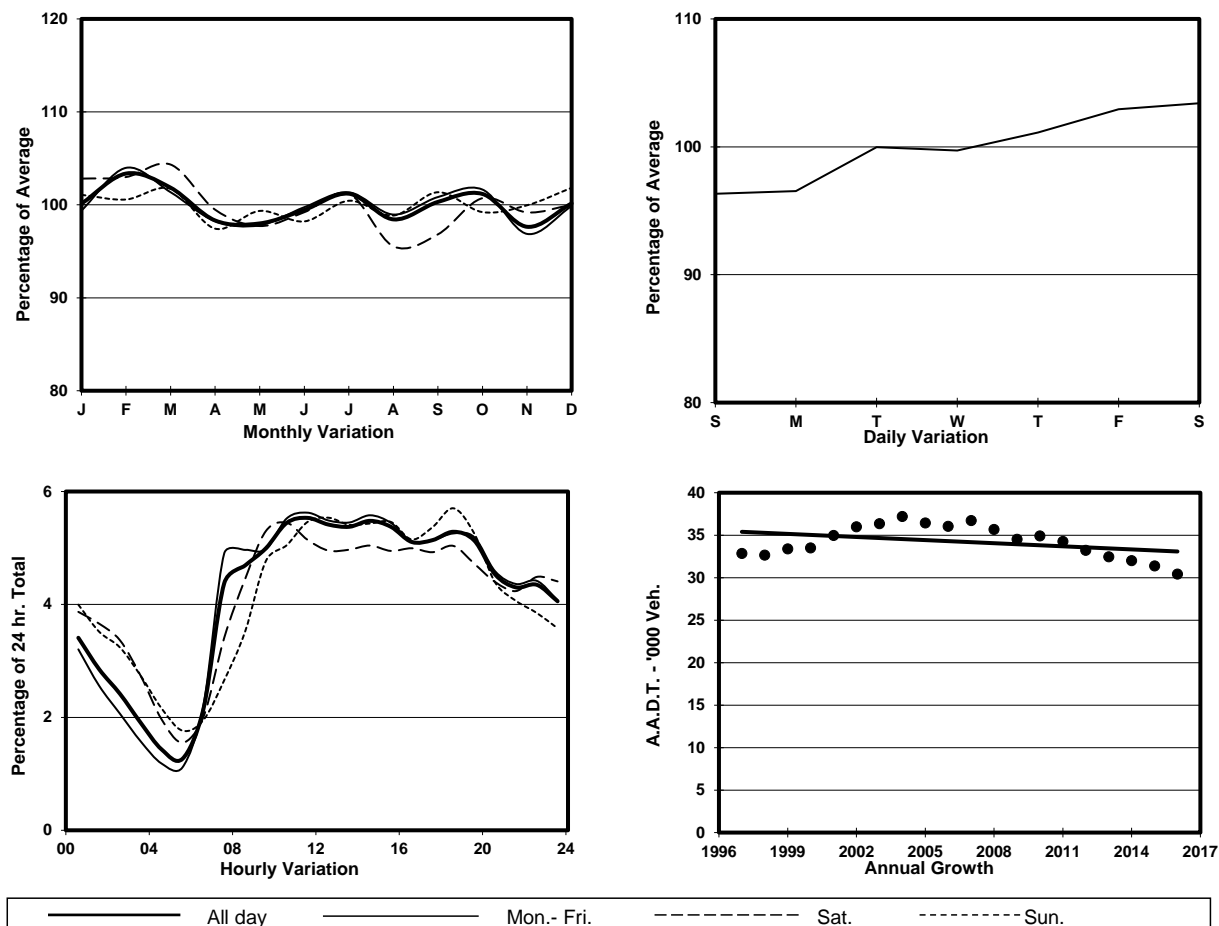 120
110
100
90
80
Percentage of Average
J F M A M J J A S O N D
Monthly Variation
110
100
90
80
Percentage of Average
S M T W T F S
Daily Variation
6
4
2
0
Percentage of 24 hr. Total
00 04 08 12 16 20 24
Hourly Variation
40
35
30
25
20
15
10
5
0
A.A.D.T. - '000 Veh.
1996 1999 2002 2005 2008 2011 2014 2017
Annual Growth
All day Mon.- Fri. Sat. Sun.